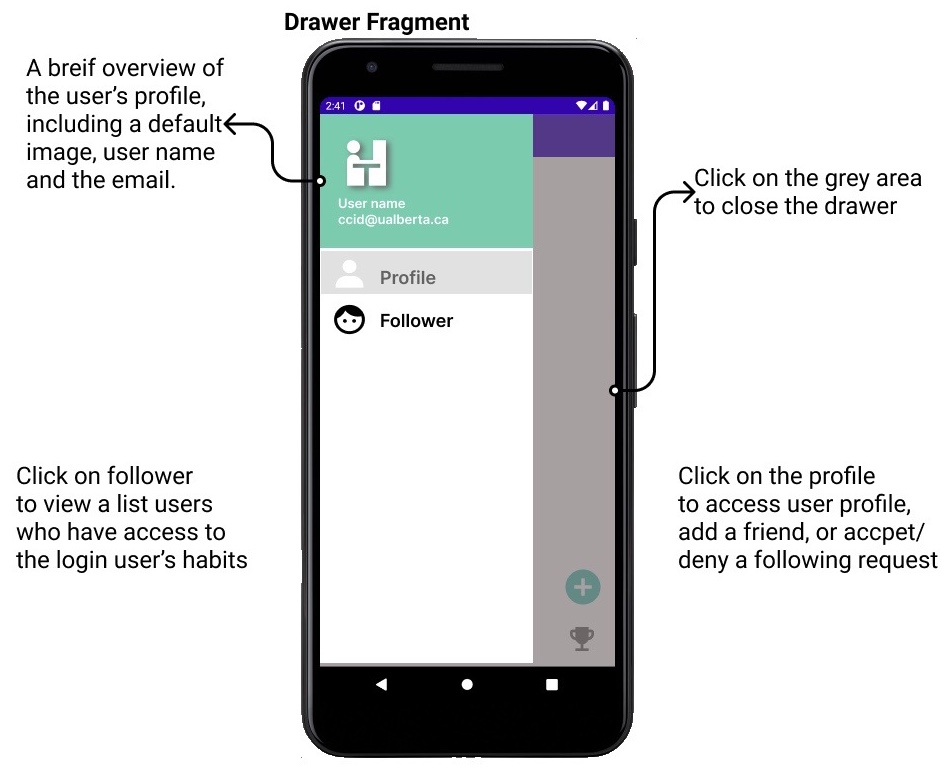 Drawer Fragment
A breif overview of
the user's profile,
including a default
image, user name
and the email.
2:41
User name
ccid@ualberta.ca
Profile
Follower
Click on the grey area
to close the drawer
Click on follower
to view a list users
who have access to
the login user's habits
Click on the profile
to access user profile,
add a friend, or accpet/
deny a following request